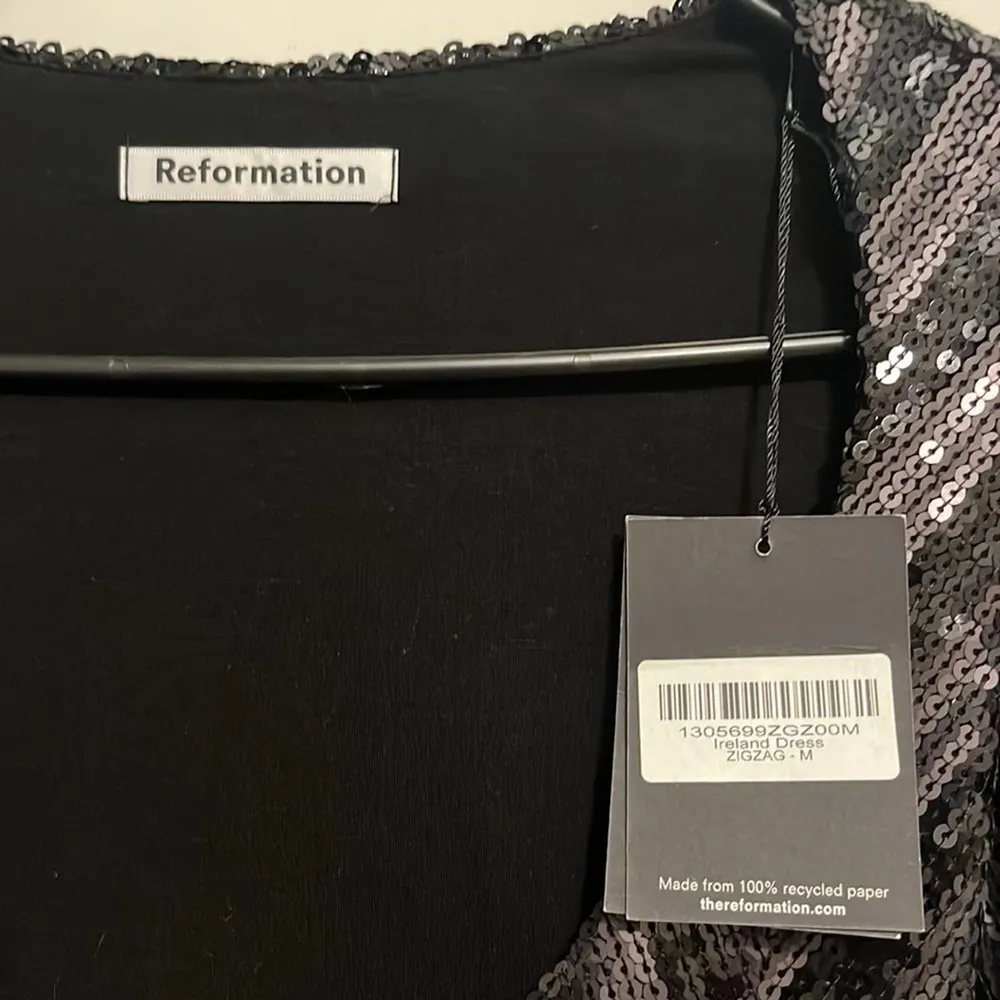 Reformation
1305699ZGZ00M
Ireland Dress
ZIGZAG - M
Made from 100% recycled paper
thereformation.com